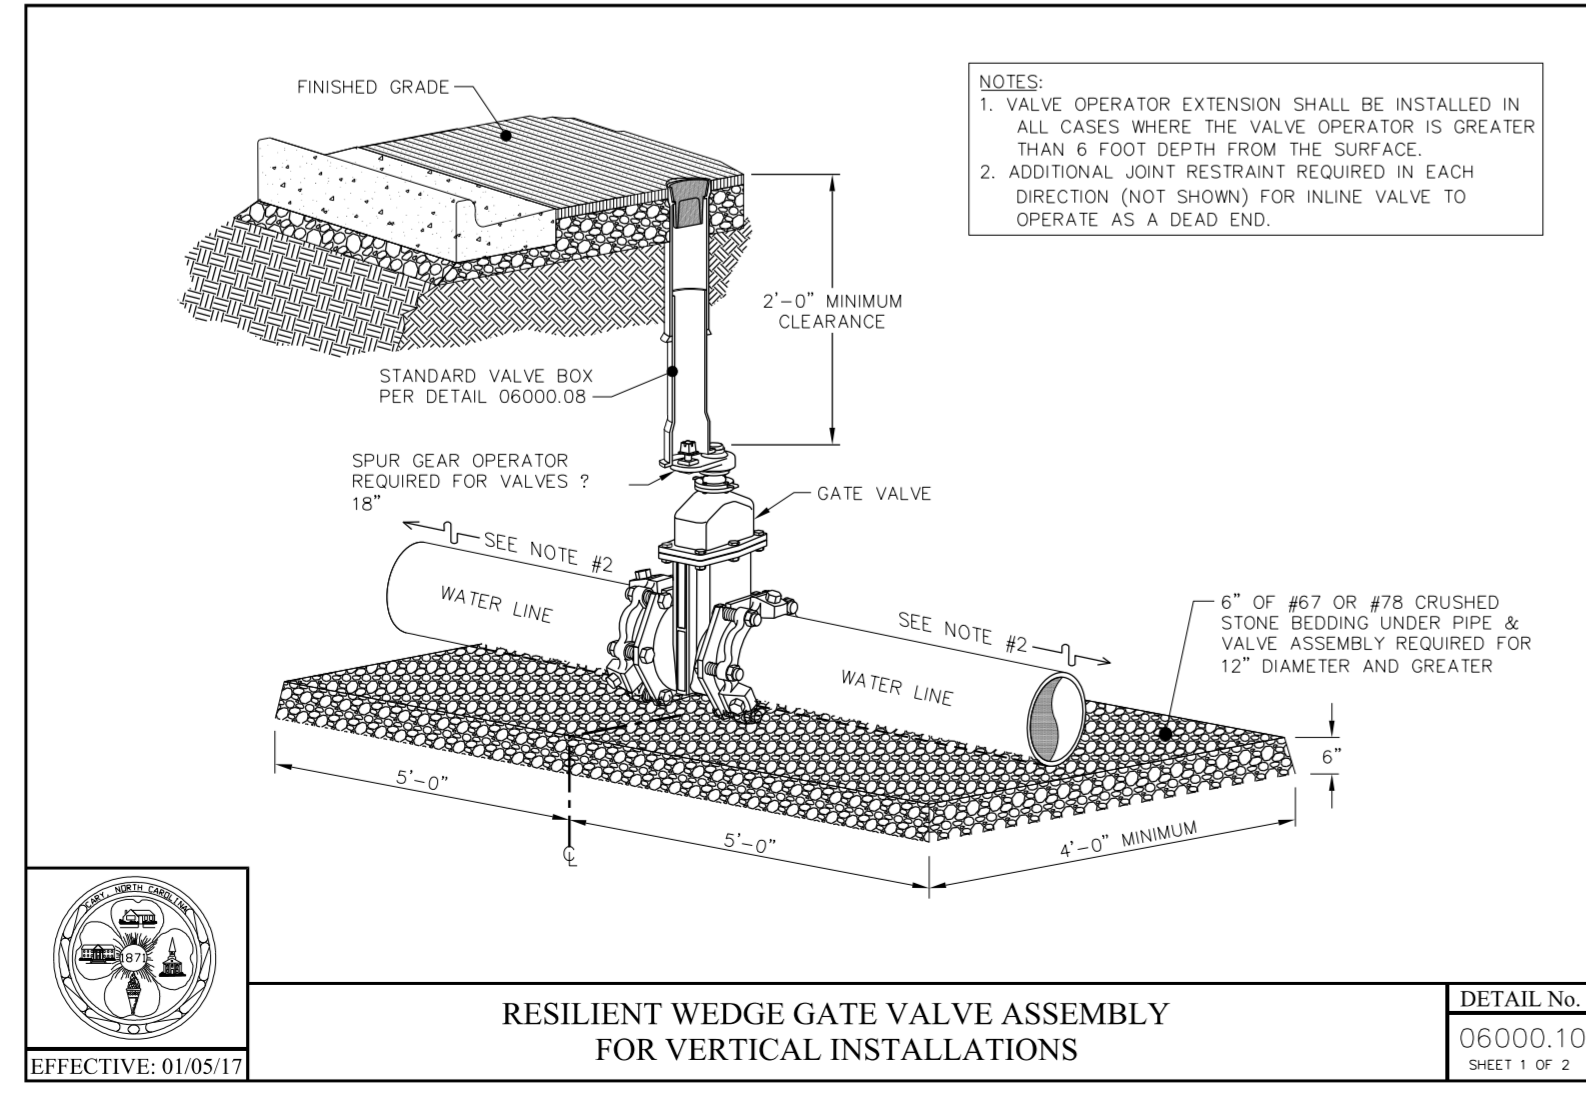 FINISHED GRADE
NOTES:
1. VALVE OPERATOR EXTENSION SHALL BE INSTALLED IN
ALL CASES WHERE THE VALVE OPERATOR IS GREATER
THAN 6 FOOT DEPTH FROM THE SURFACE.
2. ADDITIONAL JOINT RESTRAINT REQUIRED IN EACH
DIRECTION (NOT SHOWN) FOR INLINE VALVE TO
OPERATE AS A DEAD END.
2'-0" MINIMUM
CLEARANCE
STANDARD VALVE BOX
PER DETAIL 06000.08
SPUR GEAR OPERATOR
REQUIRED FOR VALVES ?
18"
GATE VALVE
SEE NOTE #2
WATER LINE
SEE NOTE #2
WATER LINE
6" OF #67 OR #78 CRUSHED
STONE BEDDING UNDER PIPE &
VALVE ASSEMBLY REQUIRED FOR
12" DIAMETER AND GREATER
6"
5'-0"
5'-0"
4'-0" MINIMUM
℄
CARY, NORTH CAROLINA
1871
EFFECTIVE: 01/05/17
RESILIENT WEDGE GATE VALVE ASSEMBLY
FOR VERTICAL INSTALLATIONS
DETAIL No.
06000.10
SHEET 1 OF 2